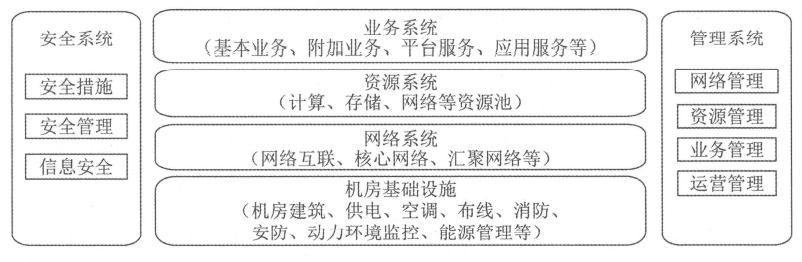 安全系统
安全措施
安全管理
信息安全
业务系统
(基本业务、附加业务、平台服务、应用服务等)
资源系统
(计算、存储、网络等资源池)
网络系统
(网络互联、核心网络、汇聚网络等)
机房基础设施
(机房建筑、供电、空调、布线、消防、
安防、动力环境监控、能源管理等)
管理系统
网络管理
资源管理
业务管理
运营管理